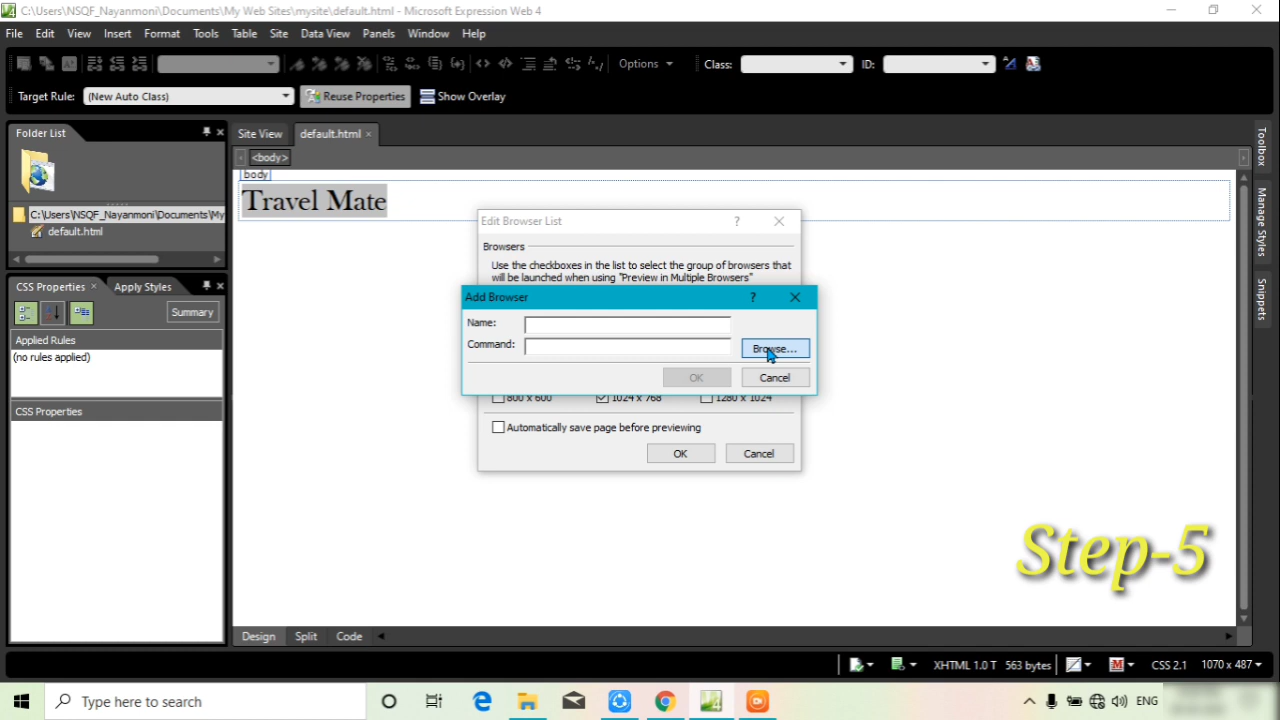 C:\Users\NSQF_Nayanmoni\Documents\My Web Sites\mysite\default.html - Microsoft Expression Web 4
File Edit View Insert Format Tools Table Site Data View Panels Window Help
Options Class: ID:
Target Rule: (New Auto Class) Reuse Properties Show Overlay
Folder List
Site View default.html ×
<body>
body
Travel Mate
C:\Users\NSQF_Nayanmoni\Documents\My
default.html
CSS Properties × Apply Styles
Summary
Applied Rules
(no rules applied)
CSS Properties
Edit Browser List ?
Browsers
Use the checkboxes in the list to select the group of browsers that
will be launched when using "Preview in Multiple Browsers"
Add Browser ?
Name:
Command: Browse...
OK Cancel
800 x 600 1024 x 768 1280 x 1024
Automatically save page before previewing
OK Cancel
Toolbox
Manage Styles
Snippets
Step-5
Design Split Code
XHTML 1.0 T 563 bytes CSS 2.1 1070 x 487
Type here to search
ENG